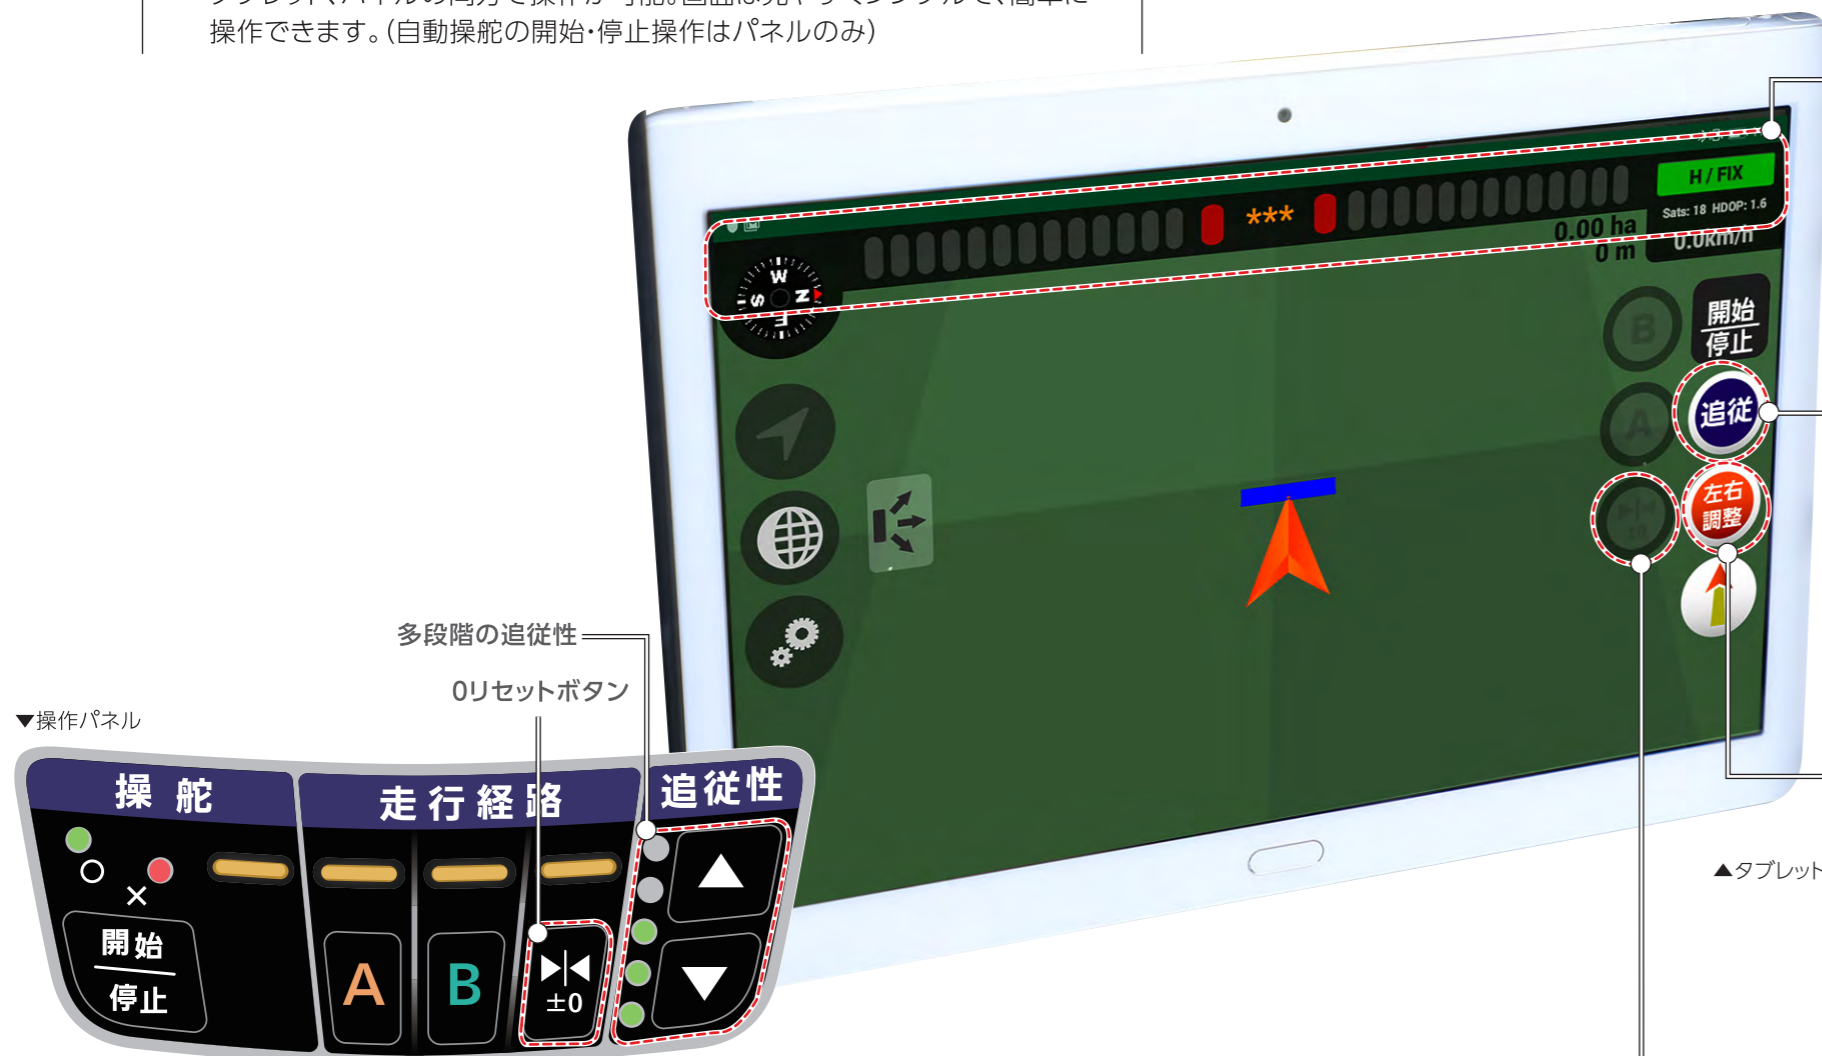 操作できます。(自動操舵の開始・停止操作はパネルのみ)
H / FIX
Sats: 18 HDOP: 1.6
***
0.00 ha
0 m
0.0km/h
W
S
N
E
B
開始
停止
追従
A
左右
調整
±0
多段階の追従性
0リセットボタン
▼操作パネル
操舵
走行経路
追従性
開始
停止
A
B
±0
▲タブレット